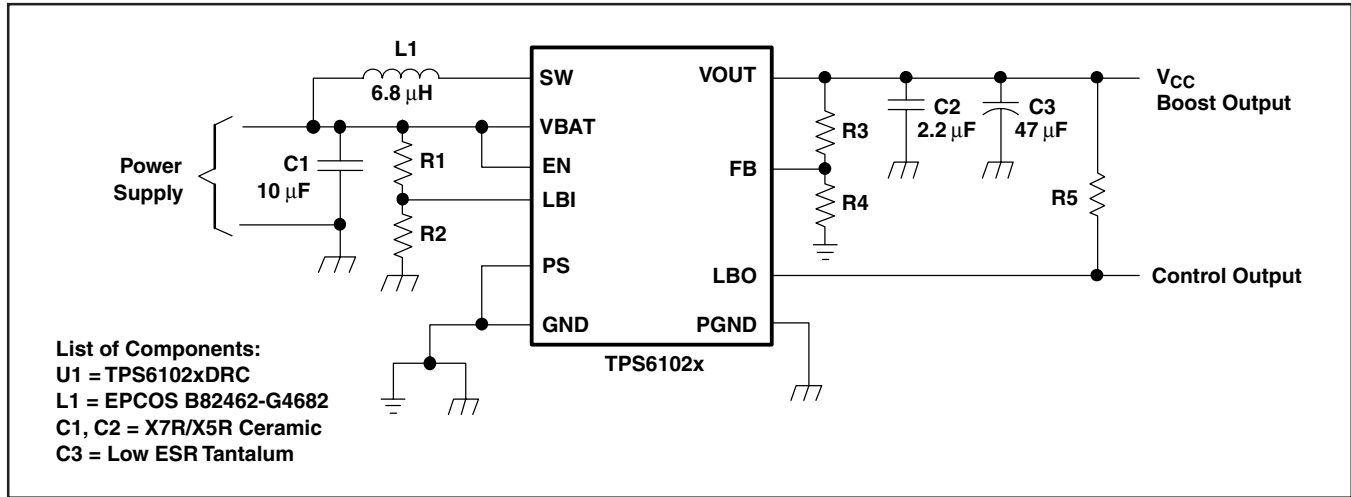 L1
6.8 μH
SW
VOUT
VCC
Boost Output
C2
2.2 μF
C3
47 μF
R3
VBAT
Power
Supply
C1
10 μF
R1
EN
FB
LBI
R4
R5
R2
PS
LBO
Control Output
GND
PGND
TPS6102x
List of Components:
U1 = TPS6102xDRC
L1 = EPCOS B82462-G4682
C1, C2 = X7R/X5R Ceramic
C3 = Low ESR Tantalum